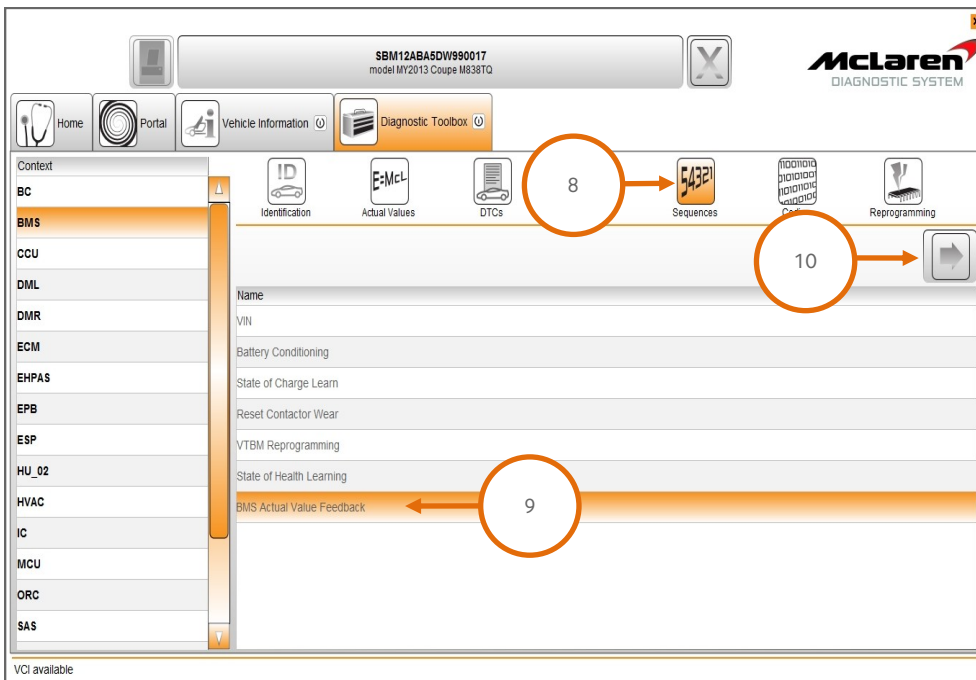 SBM12ABA5DW990017
model MY2013 Coupe M838TQ
McLaren
DIAGNOSTIC SYSTEM
Home
Portal
Vehicle Information
Diagnostic Toolbox
Context
BC
BMS
CCU
DML
DMR
ECM
EHPAS
EPB
ESP
HU_02
HVAC
IC
MCU
ORC
SAS
ID
Identification
E=McL
Actual Values
DTCs
8
54321
Sequences
Reprogramming
10
Name
VIN
Battery Conditioning
State of Charge Learn
Reset Contactor Wear
VTBM Reprogramming
State of Health Learning
BMS Actual Value Feedback
9
VCI available